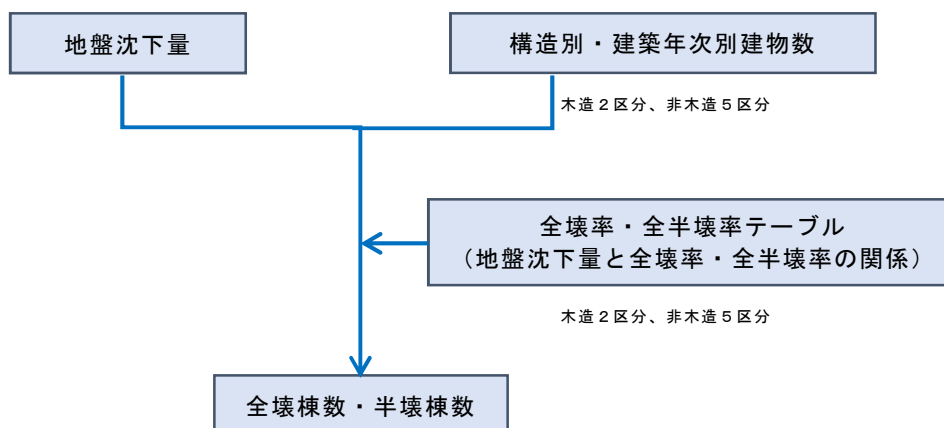 地盤沈下量
構造別・建築年次別建物数
木造２区分、非木造５区分
全壊率・全半壊率テーブル
（地盤沈下量と全壊率・全半壊率の関係）
木造２区分、非木造５区分
全壊棟数・半壊棟数